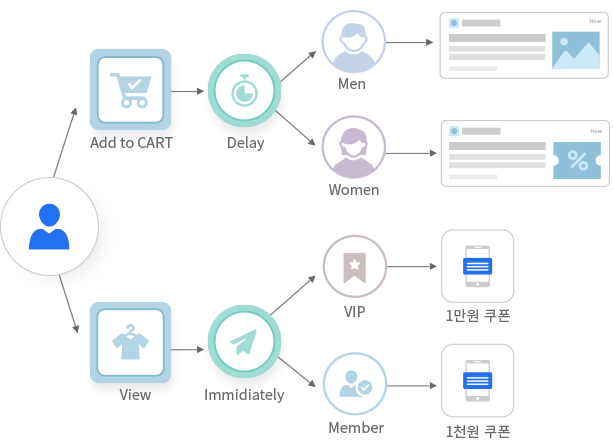 Now
Men
Add to CART
Delay
Now
Women
VIP
1만원 쿠폰
View
Immidiately
Member
1천원 쿠폰